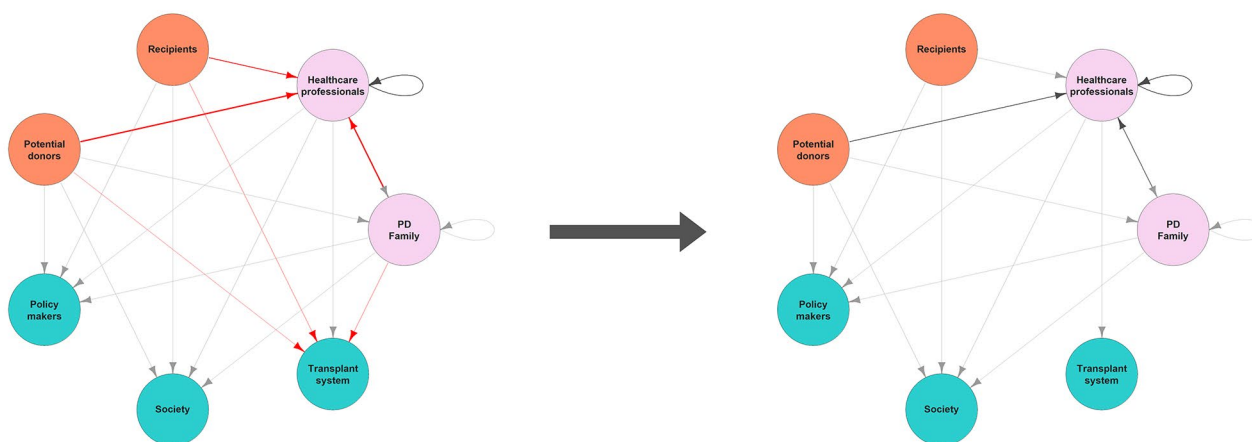 Recipients
Healthcare
professionals
Potential
donors
PD
Family
Policy
makers
Transplant
system
Society
Recipients
Healthcare
professionals
Potential
donors
PD
Family
Policy
makers
Transplant
system
Society